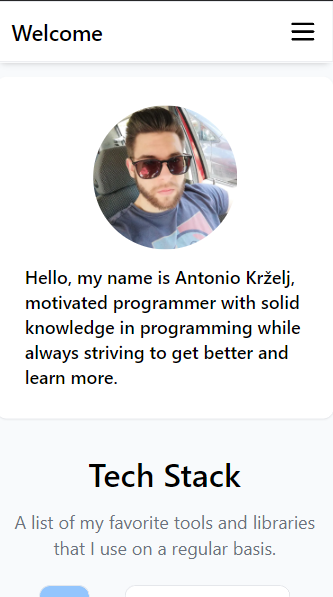 Welcome
Hello, my name is Antonio Krželj,
motivated programmer with solid
knowledge in programming while
always striving to get better and
learn more.
Tech Stack
A list of my favorite tools and libraries
that I use on a regular basis.